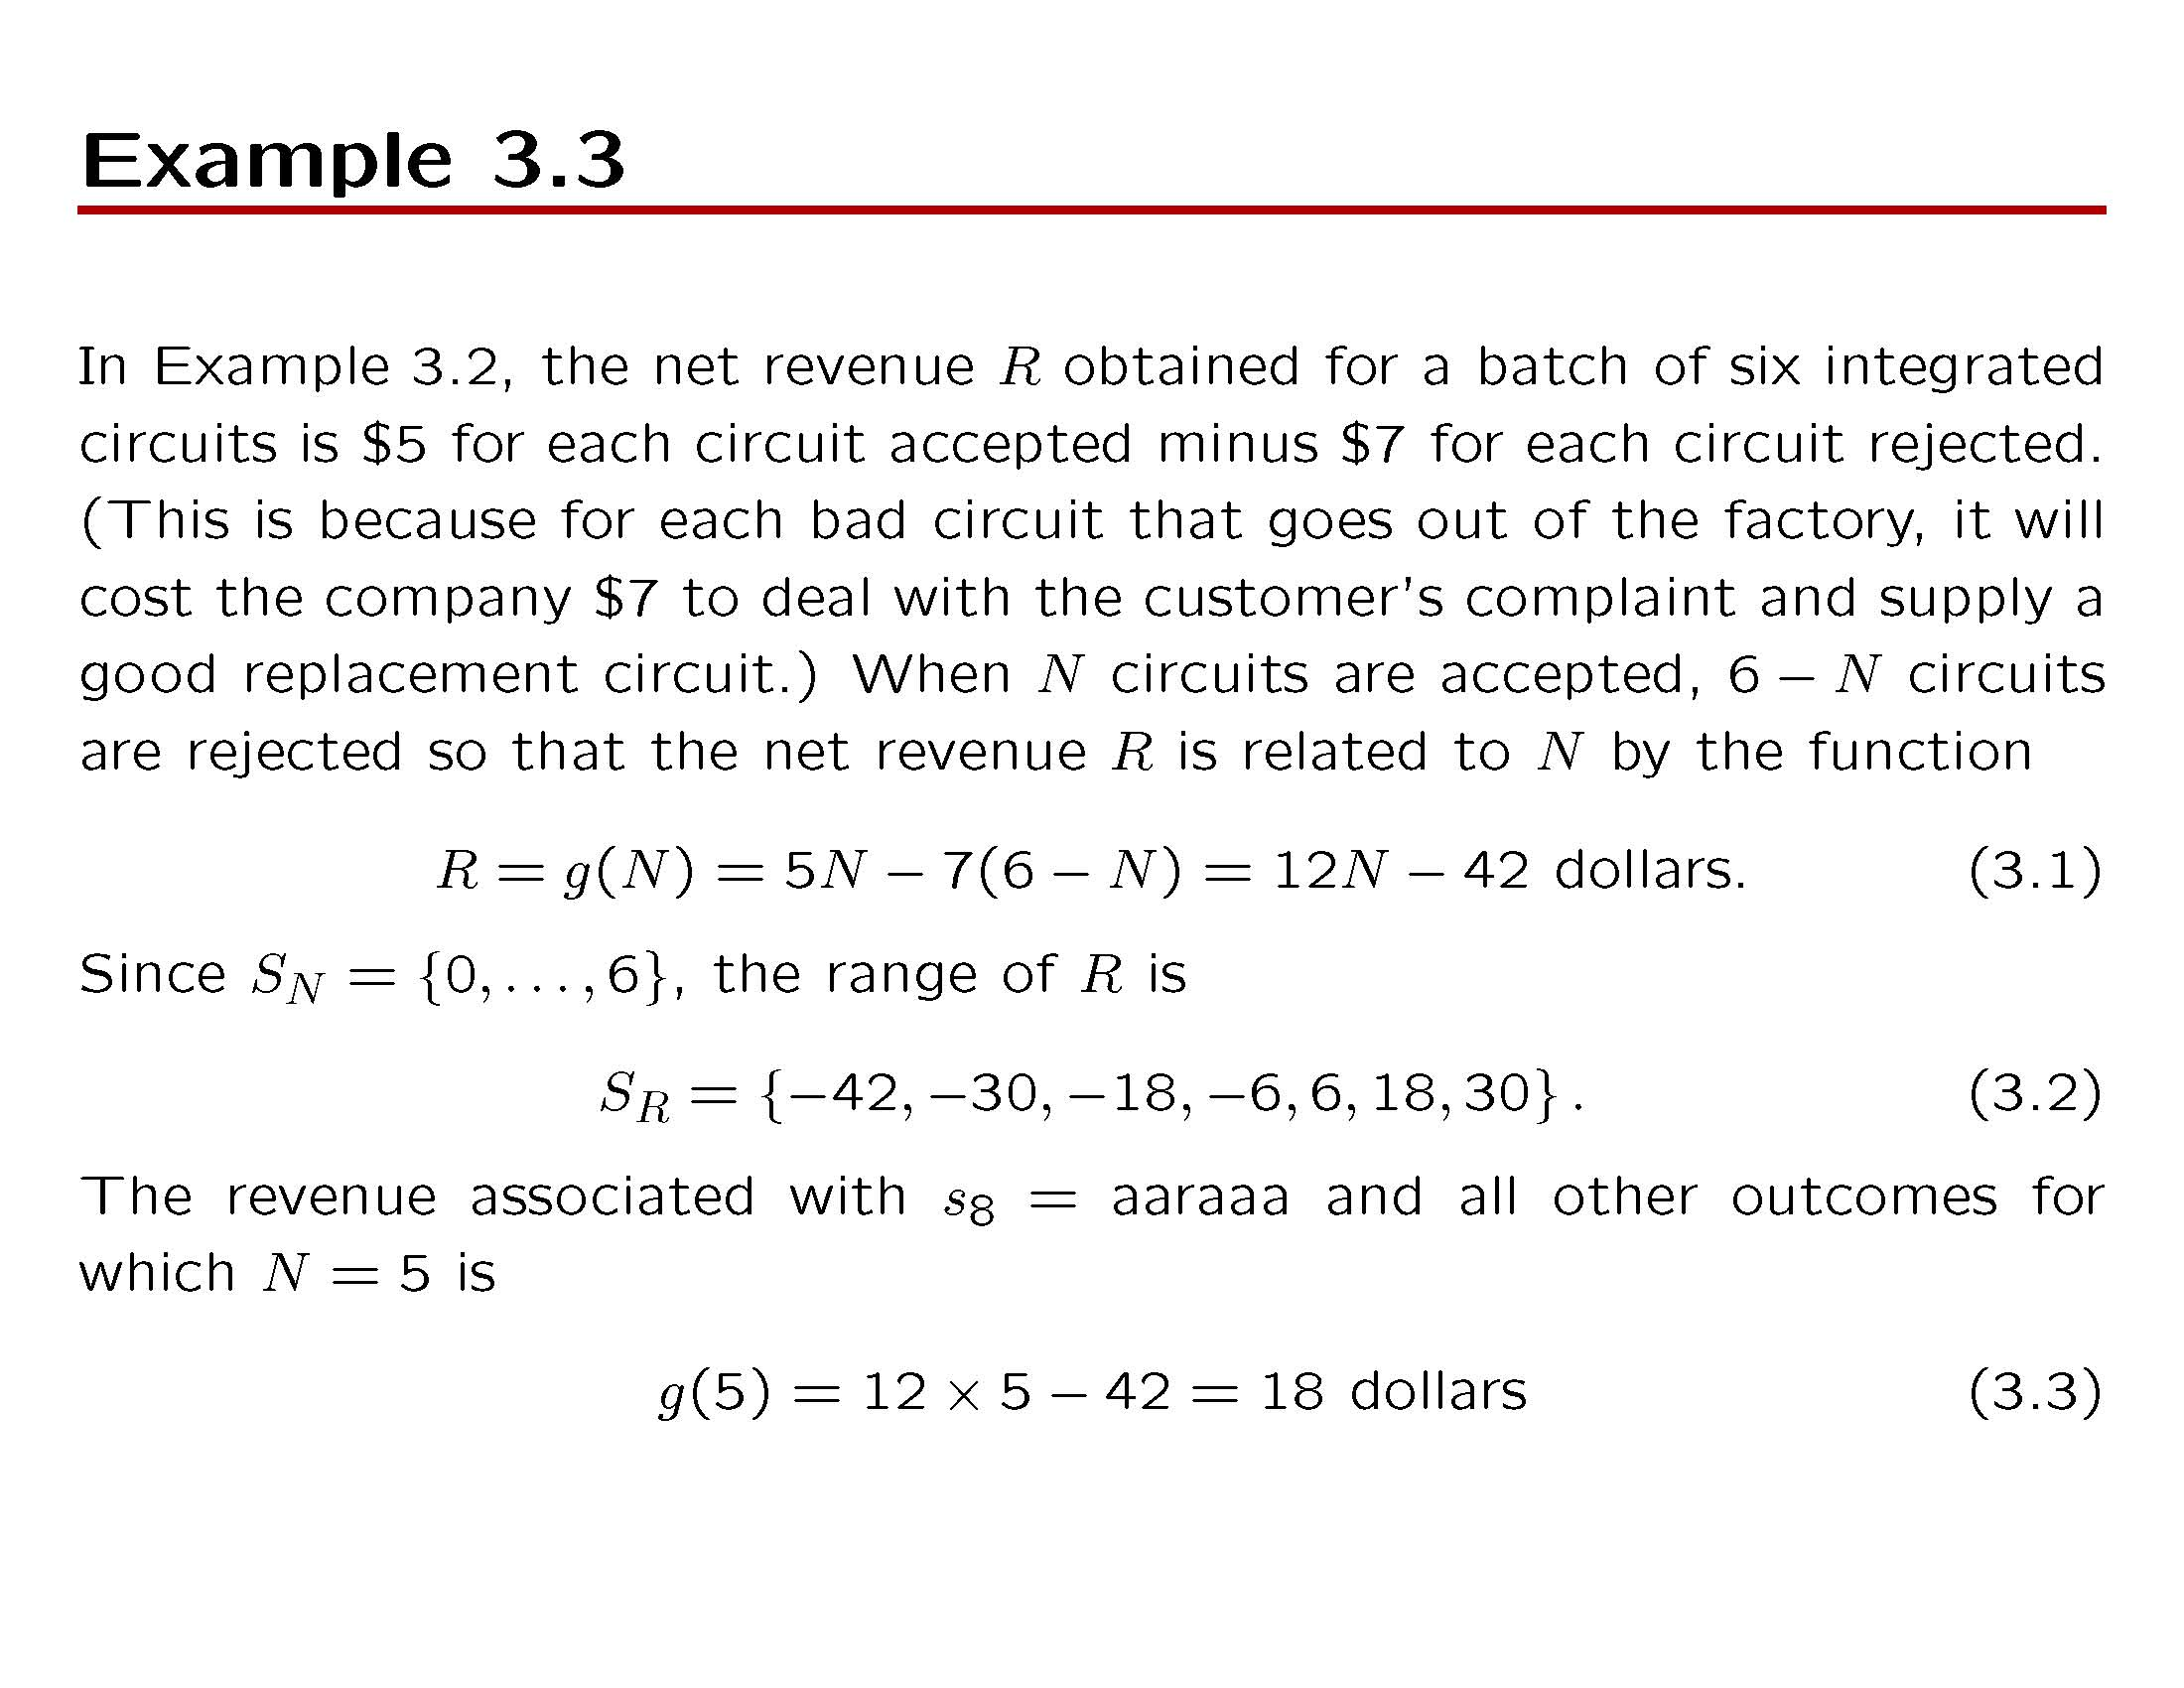 Example 3.3
In Example 3.2, the net revenue R obtained for a batch of six integrated
circuits is $5 for each circuit accepted minus $7 for each circuit rejected.
(This is because for each bad circuit that goes out of the factory, it will
cost the company $7 to deal with the customer's complaint and supply a
good replacement circuit.) When N circuits are accepted, 6 − N circuits
are rejected so that the net revenue R is related to N by the function
R = g(N) = 5N − 7(6 − N) = 12N − 42 dollars. (3.1)
Since S_N = {0, . . . , 6}, the range of R is
S_R = {−42, −30, −18, −6, 6, 18, 30} . (3.2)
The revenue associated with s_8 = aaraaa and all other outcomes for
which N = 5 is
g(5) = 12 × 5 − 42 = 18 dollars (3.3)